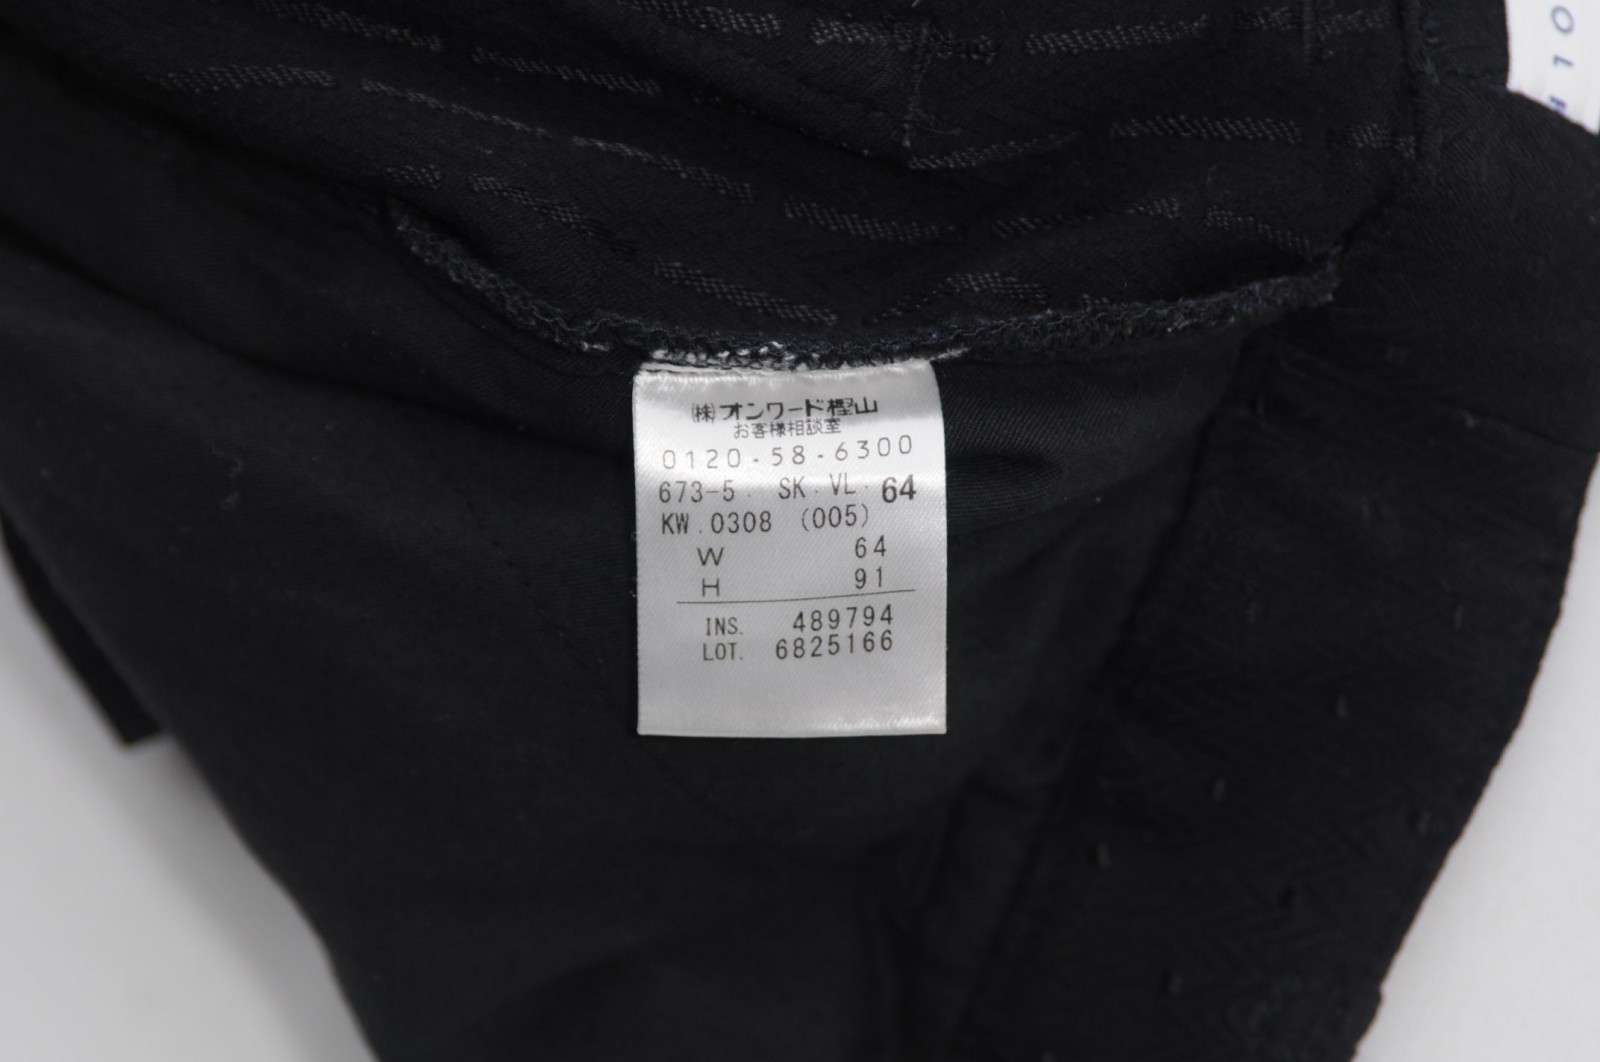 OLF
(株)オンワード樫山
お客様相談室
0120-58-6300
673-5. SK. VL. 64
KW.0308 (005)
W 64
H 91
INS. 489794
LOT. 6825166